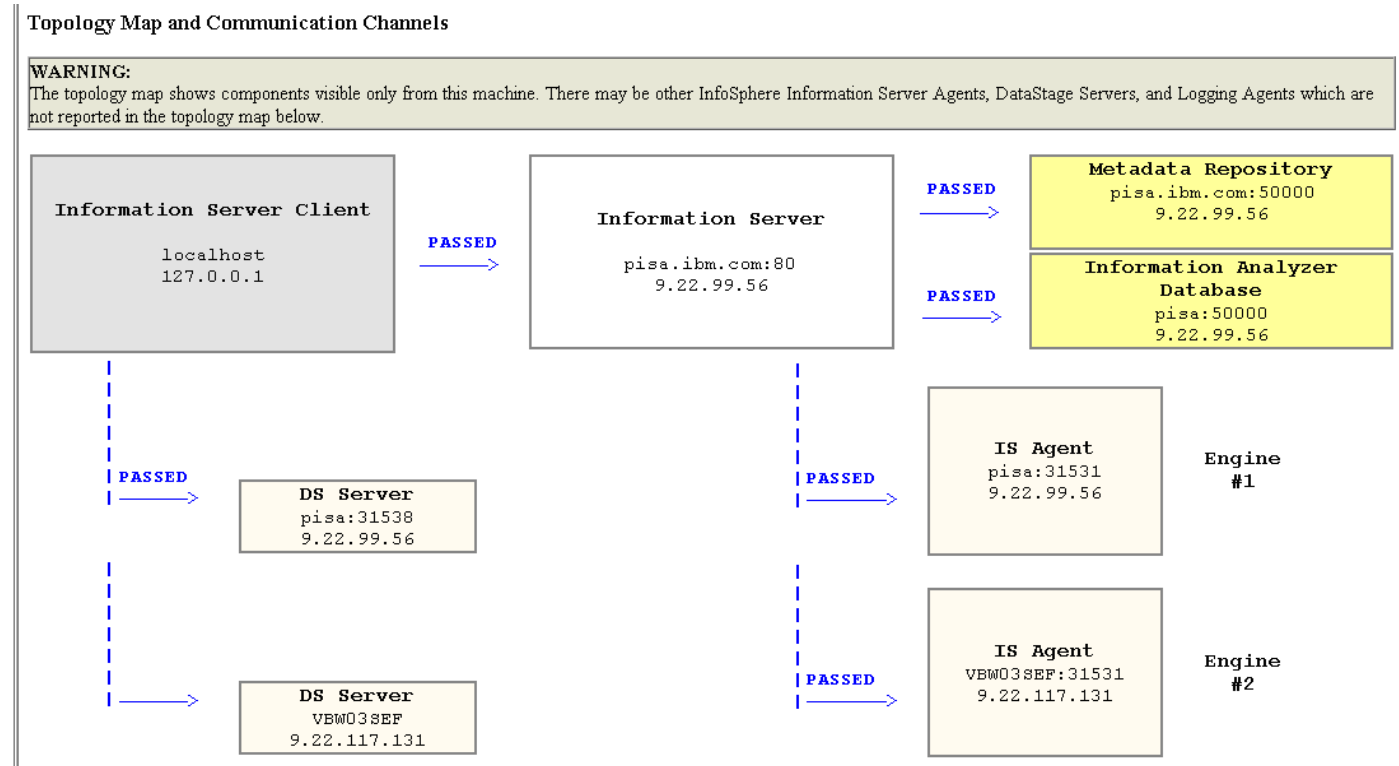 Topology Map and Communication Channels
WARNING:
The topology map shows components visible only from this machine. There may be other InfoSphere Information Server Agents, DataStage Servers, and Logging Agents which are
not reported in the topology map below.
Information Server Client
localhost
127.0.0.1
PASSED
Information Server
pisa.ibm.com:80
9.22.99.56
PASSED
Metadata Repository
pisa.ibm.com:50000
9.22.99.56
PASSED
Information Analyzer
Database
pisa:50000
9.22.99.56
PASSED
DS Server
pisa:31538
9.22.99.56
PASSED
IS Agent
pisa:31531
9.22.99.56
Engine
#1
DS Server
VBW03SEF
9.22.117.131
PASSED
IS Agent
VBW03SEF:31531
9.22.117.131
Engine
#2